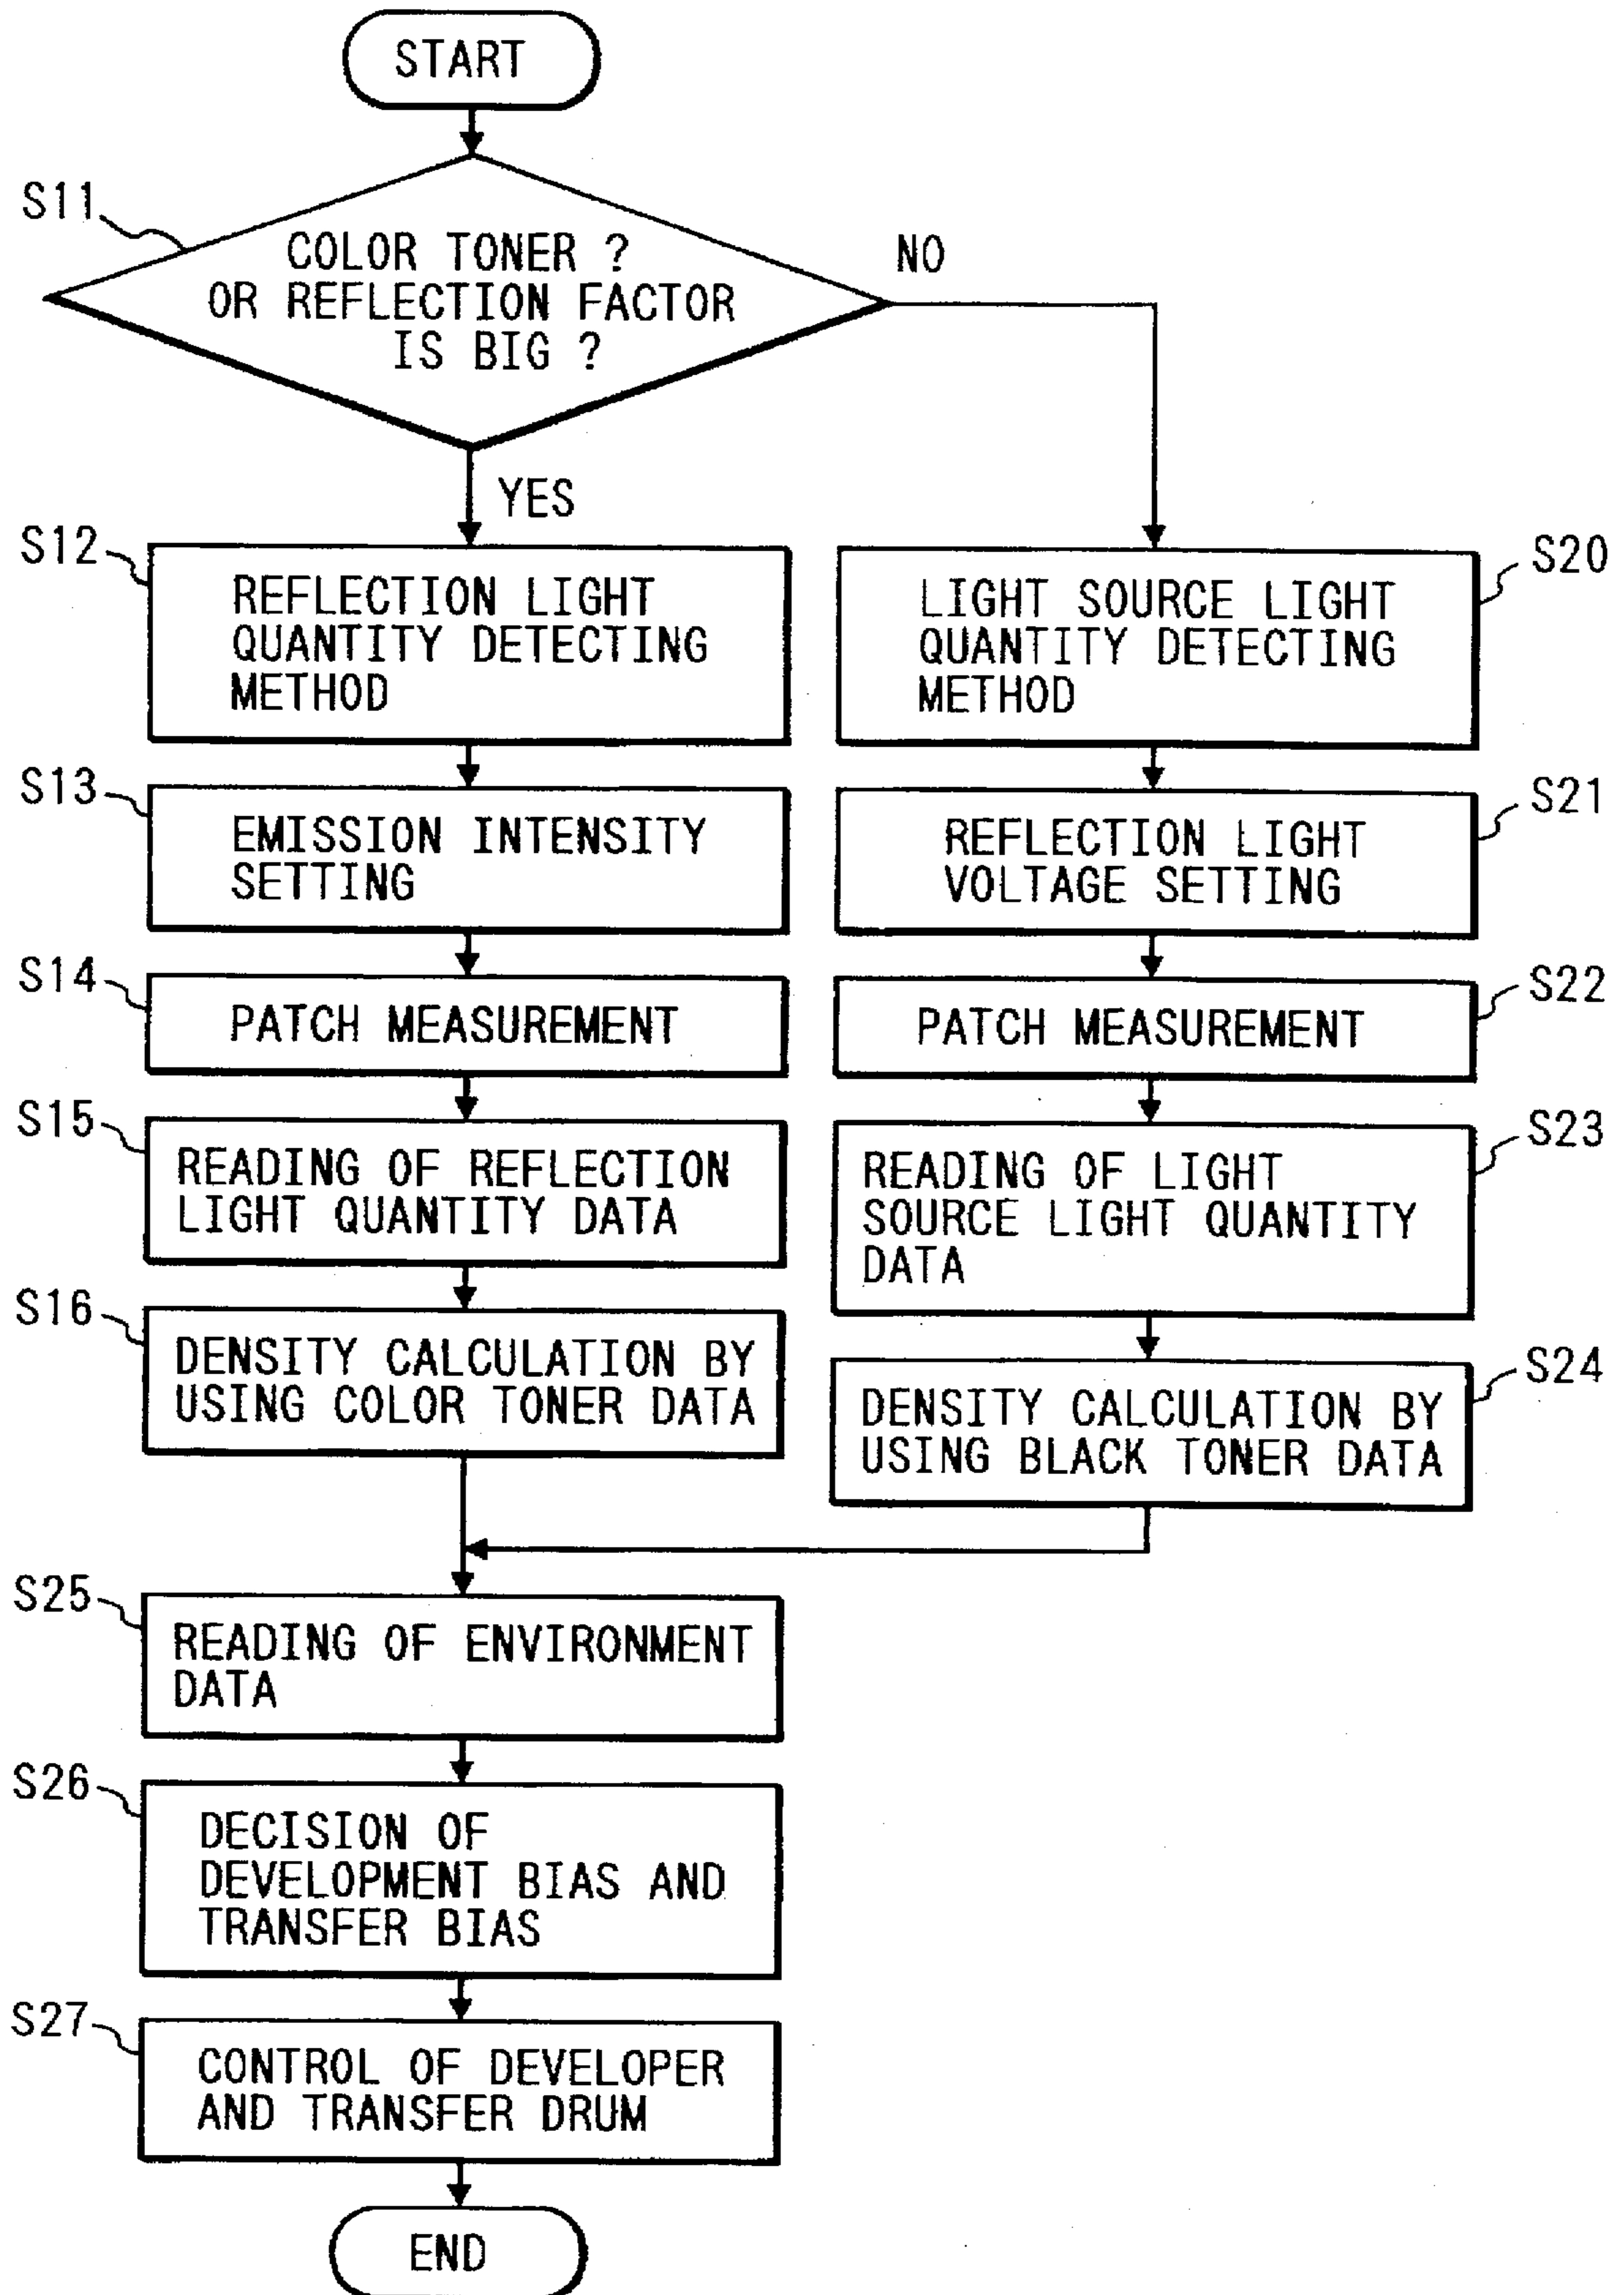 START
S11
COLOR TONER ?
OR REFLECTION FACTOR
IS BIG ?
NO
YES
S12
REFLECTION LIGHT
QUANTITY DETECTING
METHOD
S13
EMISSION INTENSITY
SETTING
S14
PATCH MEASUREMENT
S15
READING OF REFLECTION
LIGHT QUANTITY DATA
S16
DENSITY CALCULATION BY
USING COLOR TONER DATA
S20
LIGHT SOURCE LIGHT
QUANTITY DETECTING
METHOD
S21
REFLECTION LIGHT
VOLTAGE SETTING
S22
PATCH MEASUREMENT
S23
READING OF LIGHT
SOURCE LIGHT QUANTITY
DATA
S24
DENSITY CALCULATION BY
USING BLACK TONER DATA
S25
READING OF ENVIRONMENT
DATA
S26
DECISION OF
DEVELOPMENT BIAS AND
TRANSFER BIAS
S27
CONTROL OF DEVELOPER
AND TRANSFER DRUM
END